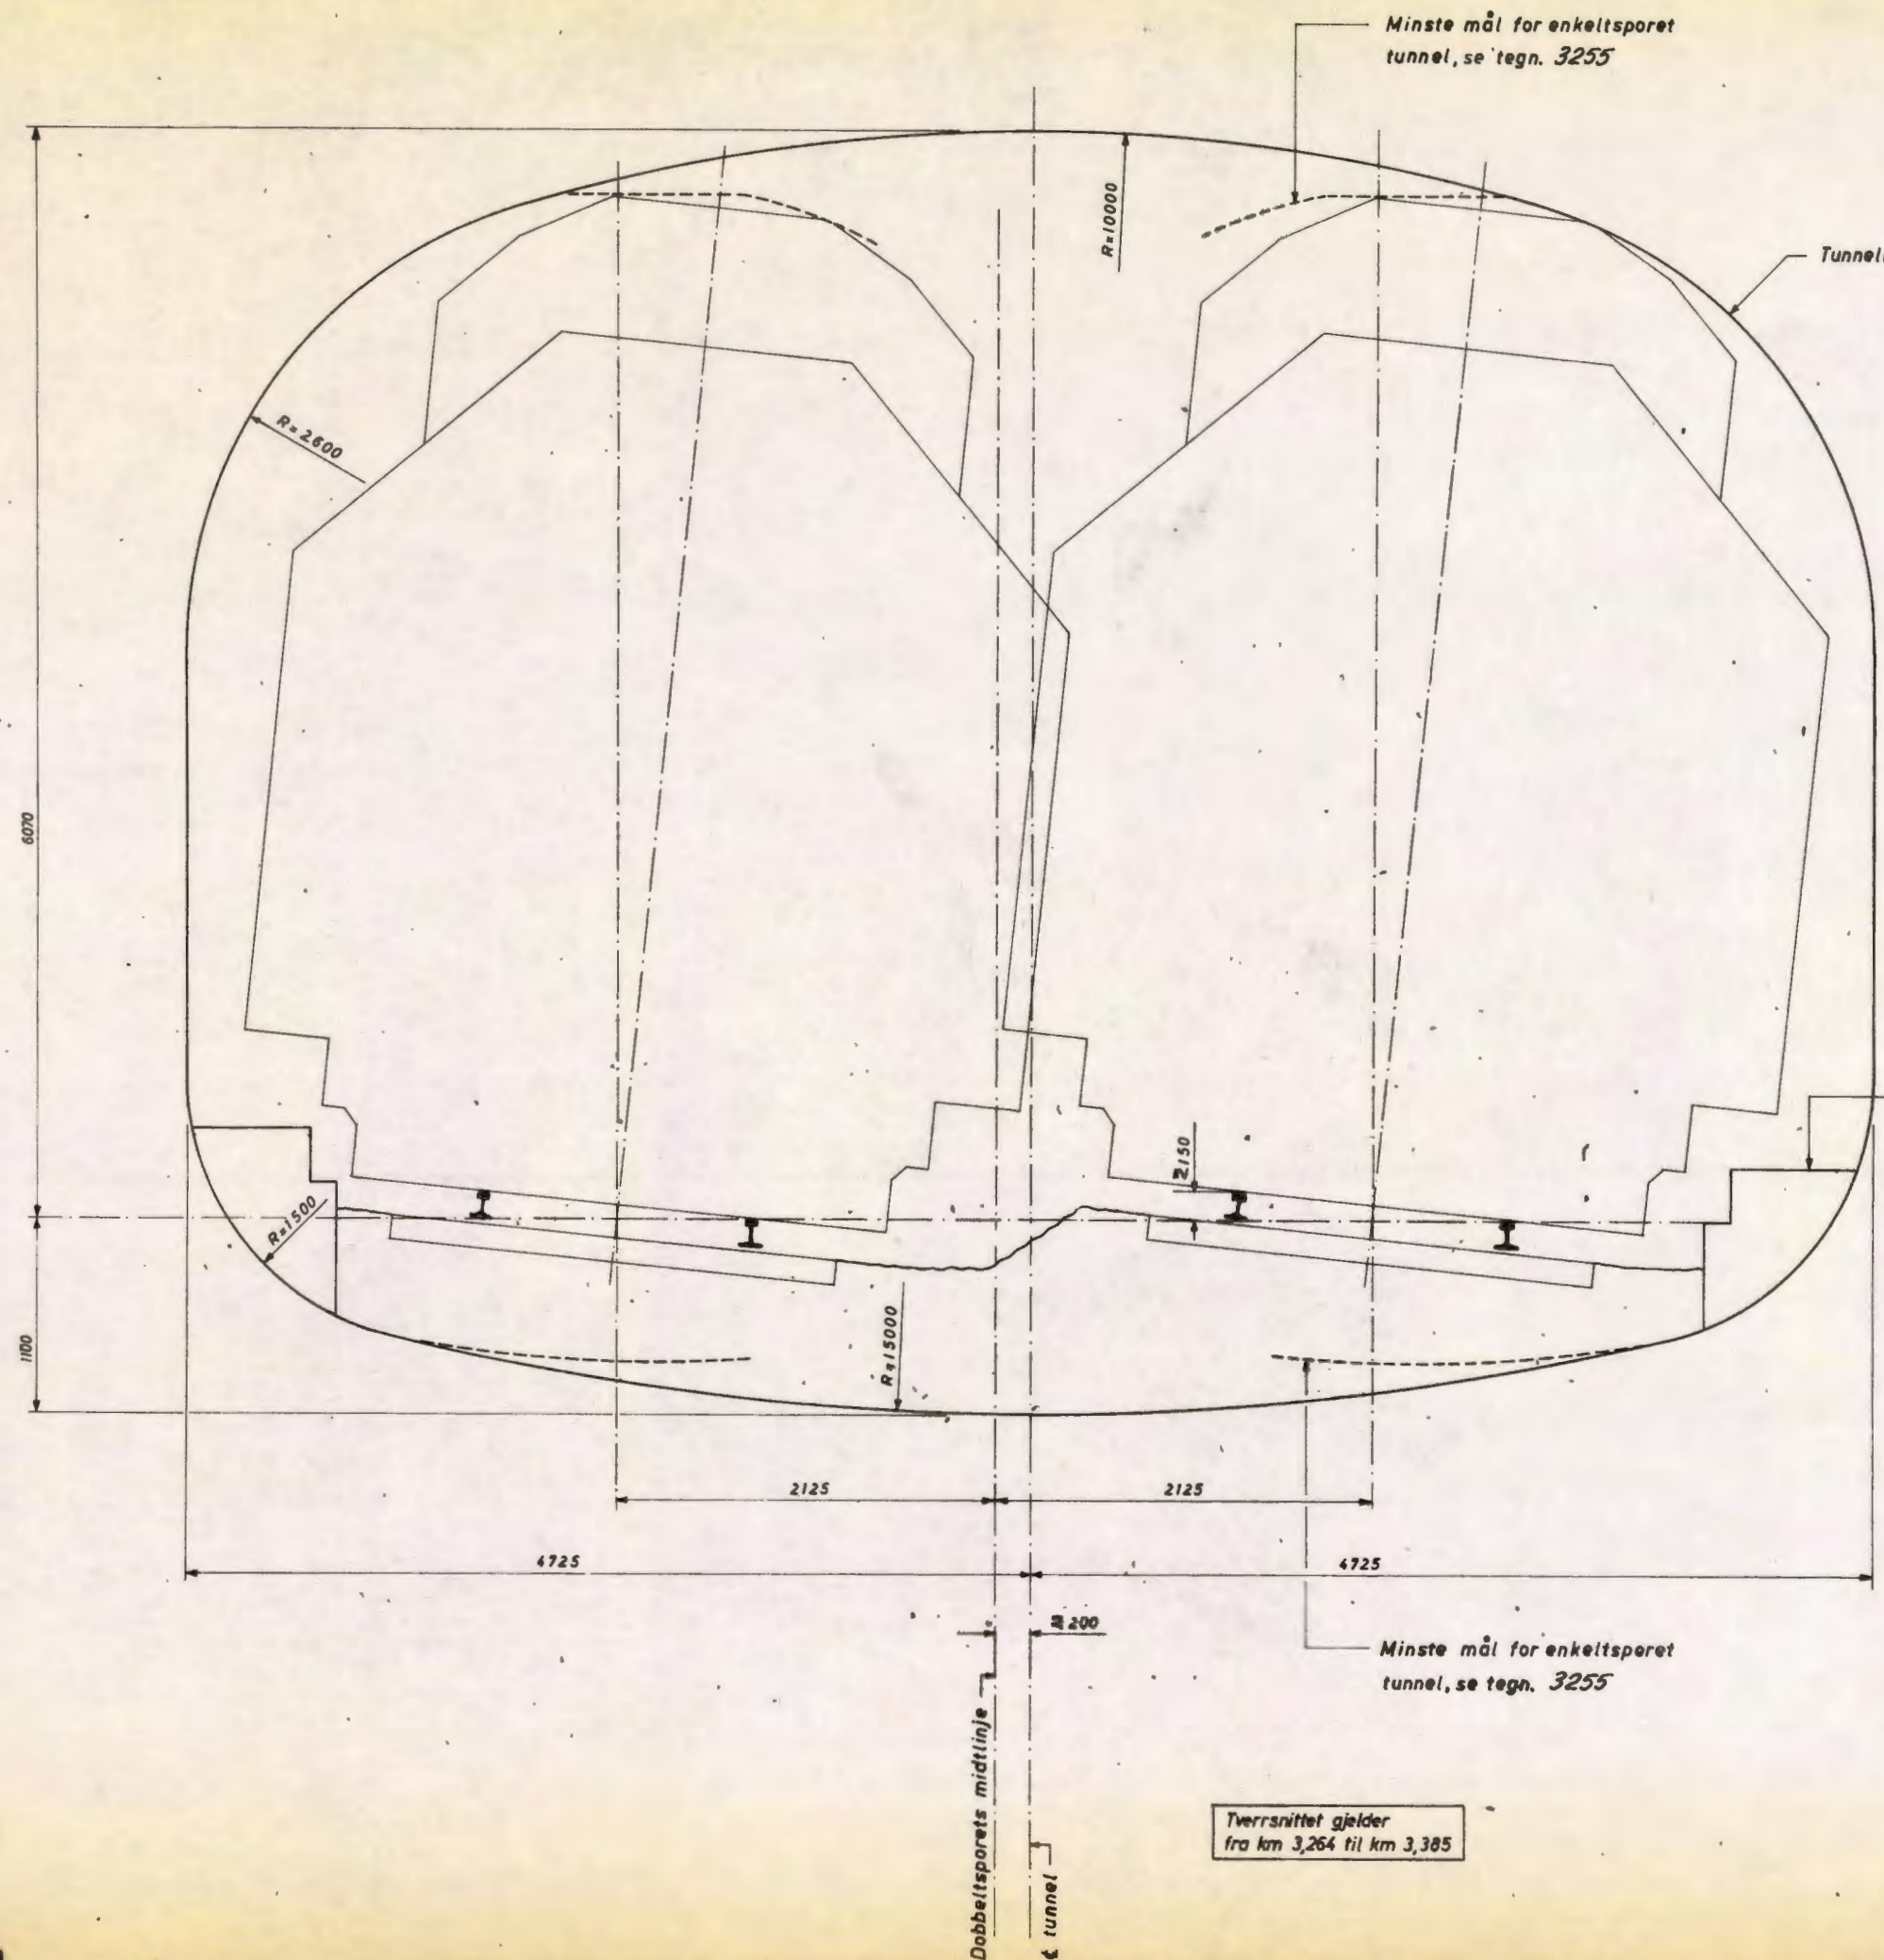 Minste mål for enkeltsporet
tunnel, se tegn. 3255
R=10000
R=2600
6070
150
R=1500
R=15000
1100
2125
2125
4725
4725
200
Minste mål for enkeltsporet
tunnel, se tegn. 3255
Dobbeltsporets midtlinje
tunnel
Tverrsnittet gjelder
fra km 3,264 til km 3,385